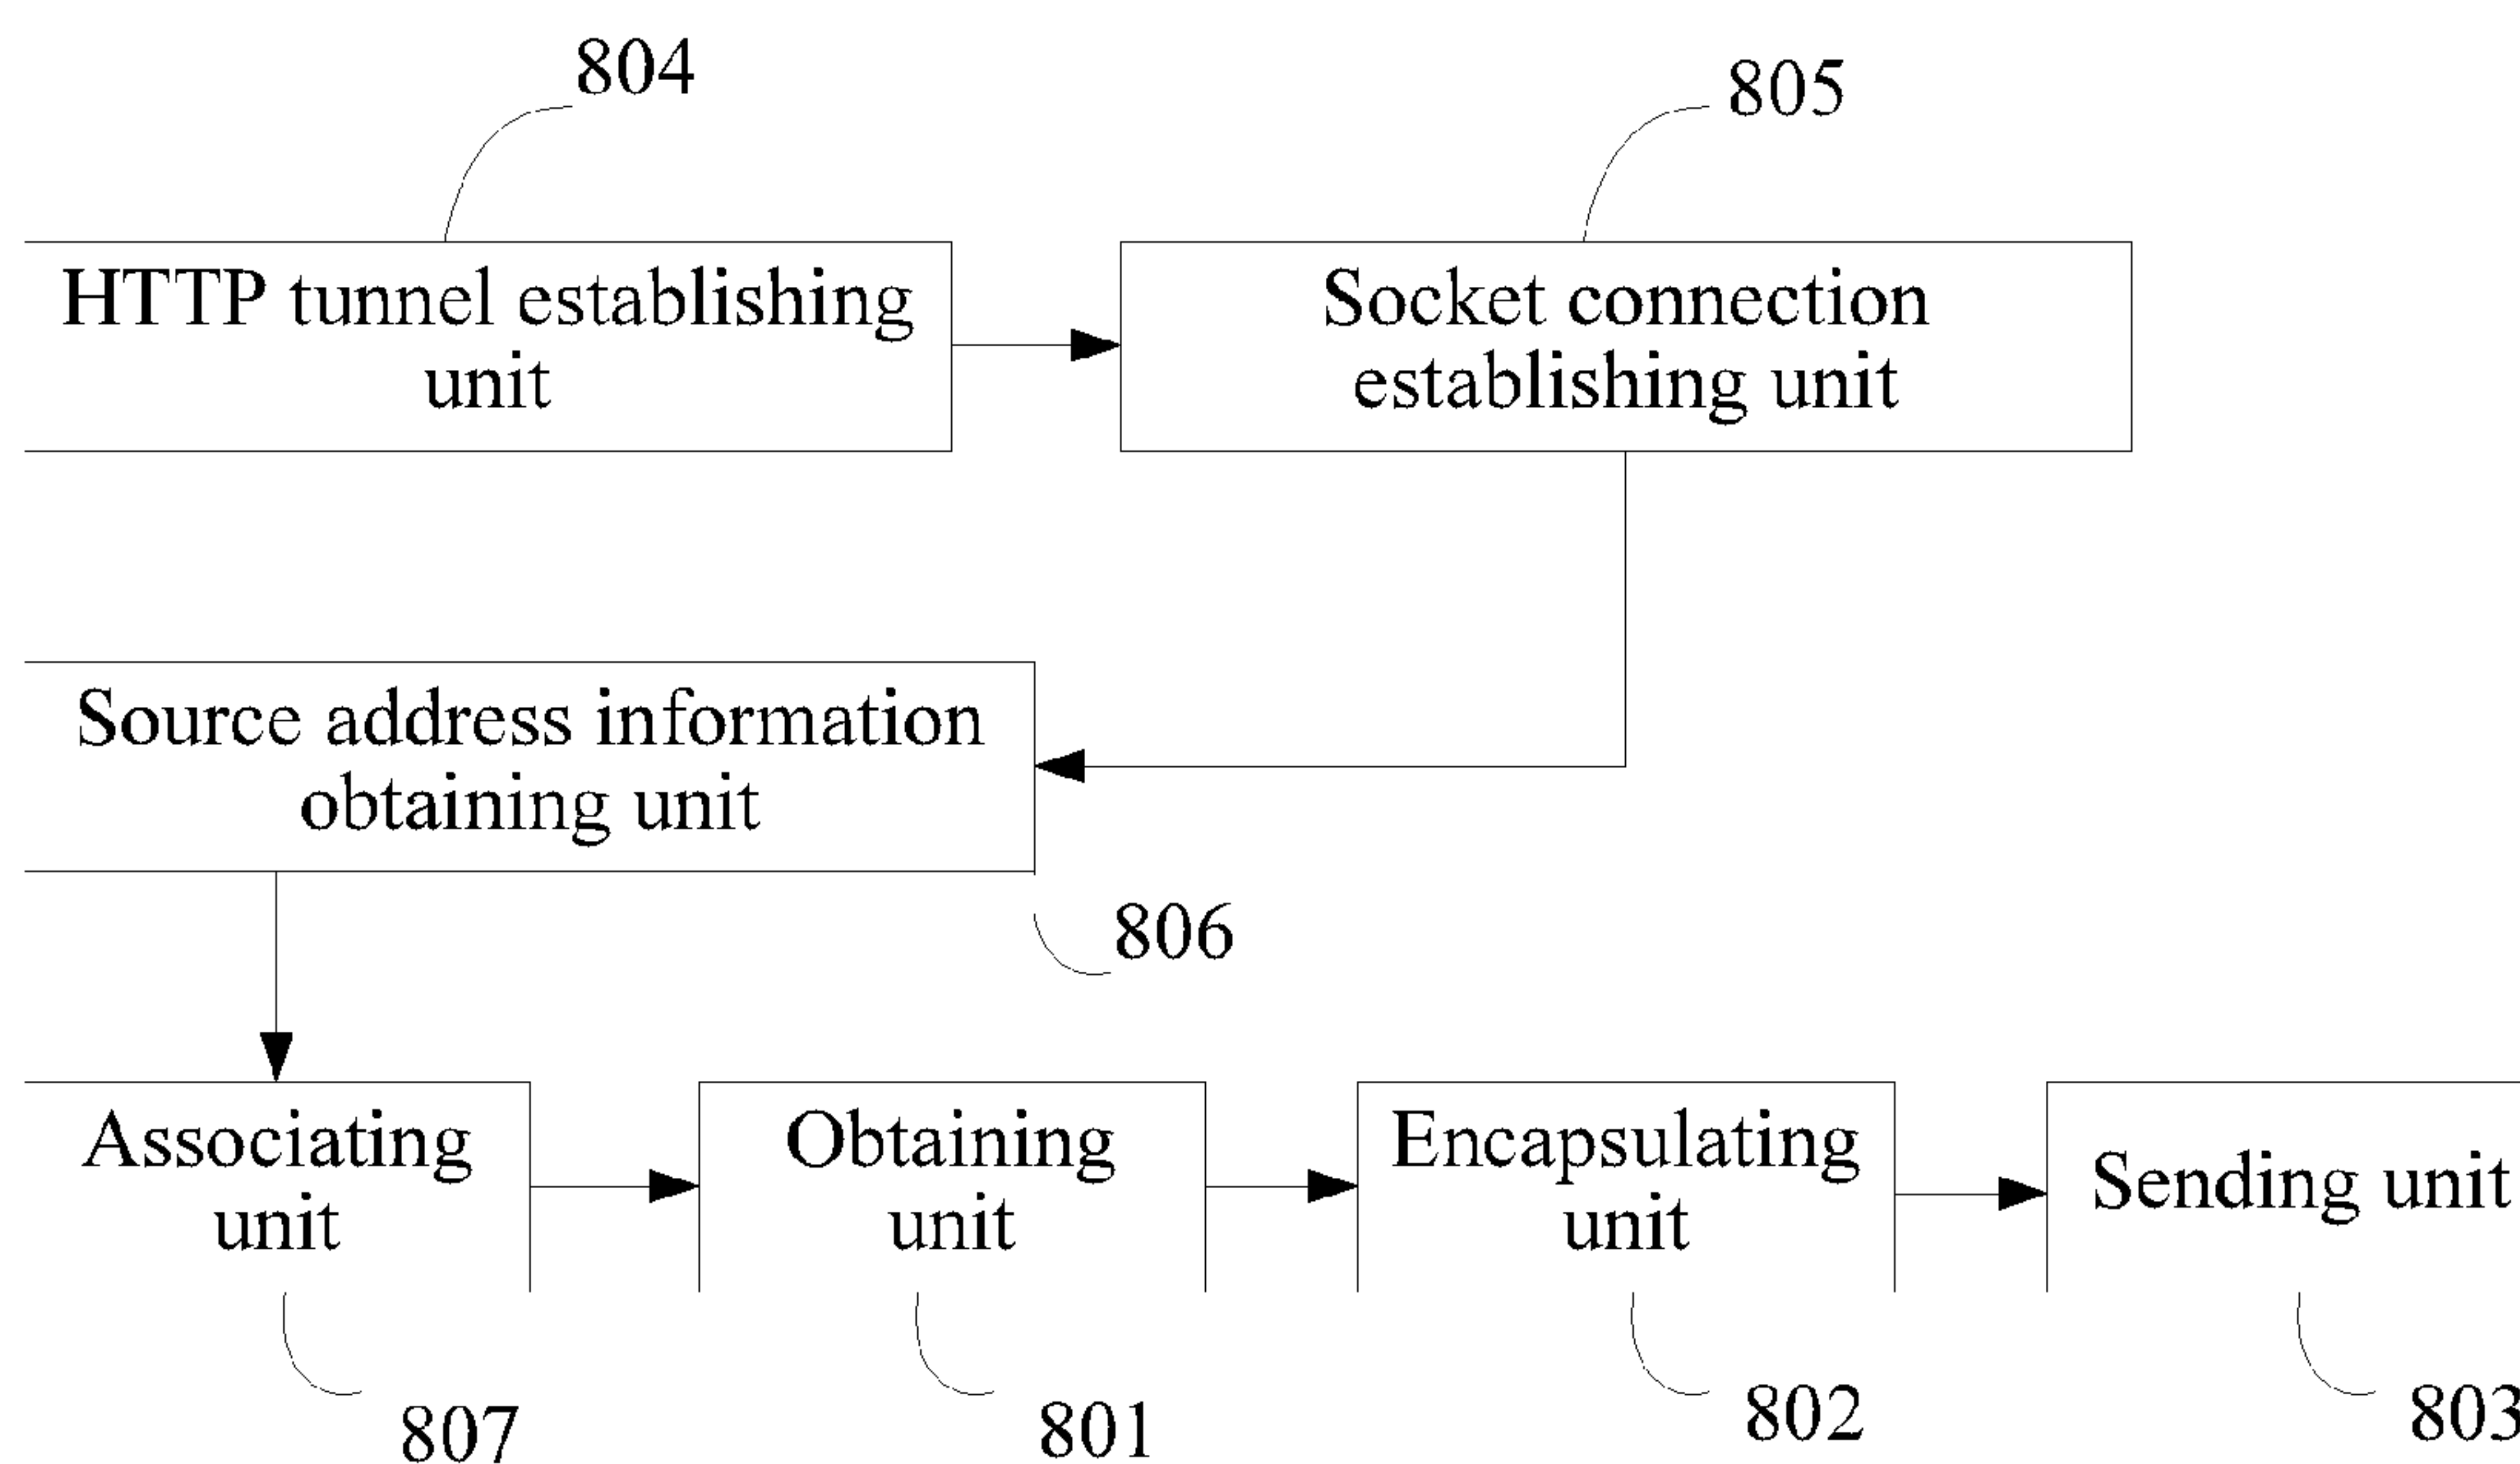 804
805
HTTP tunnel establishing
unit
Socket connection
establishing unit
Source address information
obtaining unit
806
Associating
unit
Obtaining
unit
Encapsulating
unit
Sending unit
807
801
802
803